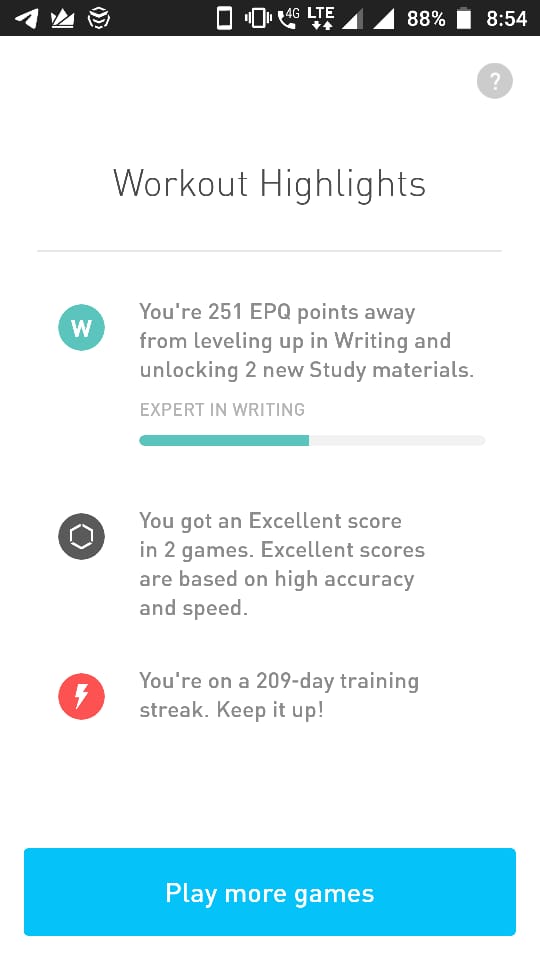 4G LTE 88% 8:54
?
Workout Highlights
W
You're 251 EPQ points away
from leveling up in Writing and
unlocking 2 new Study materials.
EXPERT IN WRITING
You got an Excellent score
in 2 games. Excellent scores
are based on high accuracy
and speed.
You're on a 209-day training
streak. Keep it up!
Play more games